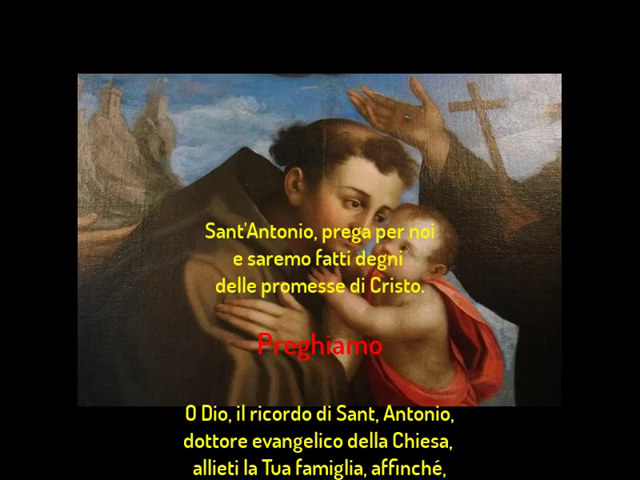 Sant'Antonio, prega per noi
e saremo fatti degni
delle promesse di Cristo.
Preghiamo
O Dio, il ricordo di Sant, Antonio,
dottore evangelico della Chiesa,
allieti la Tua famiglia, affinché,